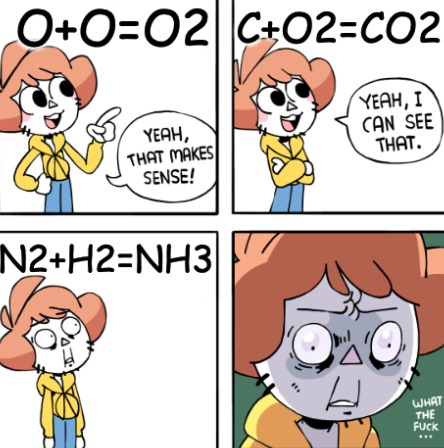 O+O=O2
YEAH,
THAT MAKES
SENSE!
C+O2=CO2
YEAH, I
CAN SEE
THAT.
N2+H2=NH3
WHAT
THE
FUCK
...